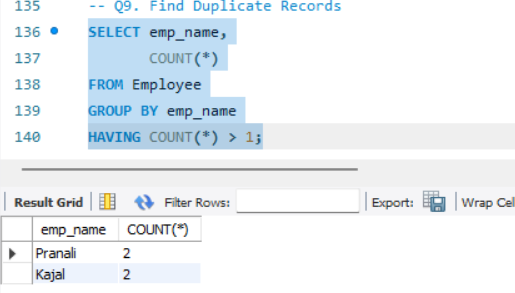 135 -- Q9. Find Duplicate Records
136 SELECT emp_name,
137 COUNT(*)
138 FROM Employee
139 GROUP BY emp_name
140 HAVING COUNT(*) > 1;
Result Grid Filter Rows: Export: Wrap Cel
emp_name COUNT(*)
Pranali 2
Kajal 2